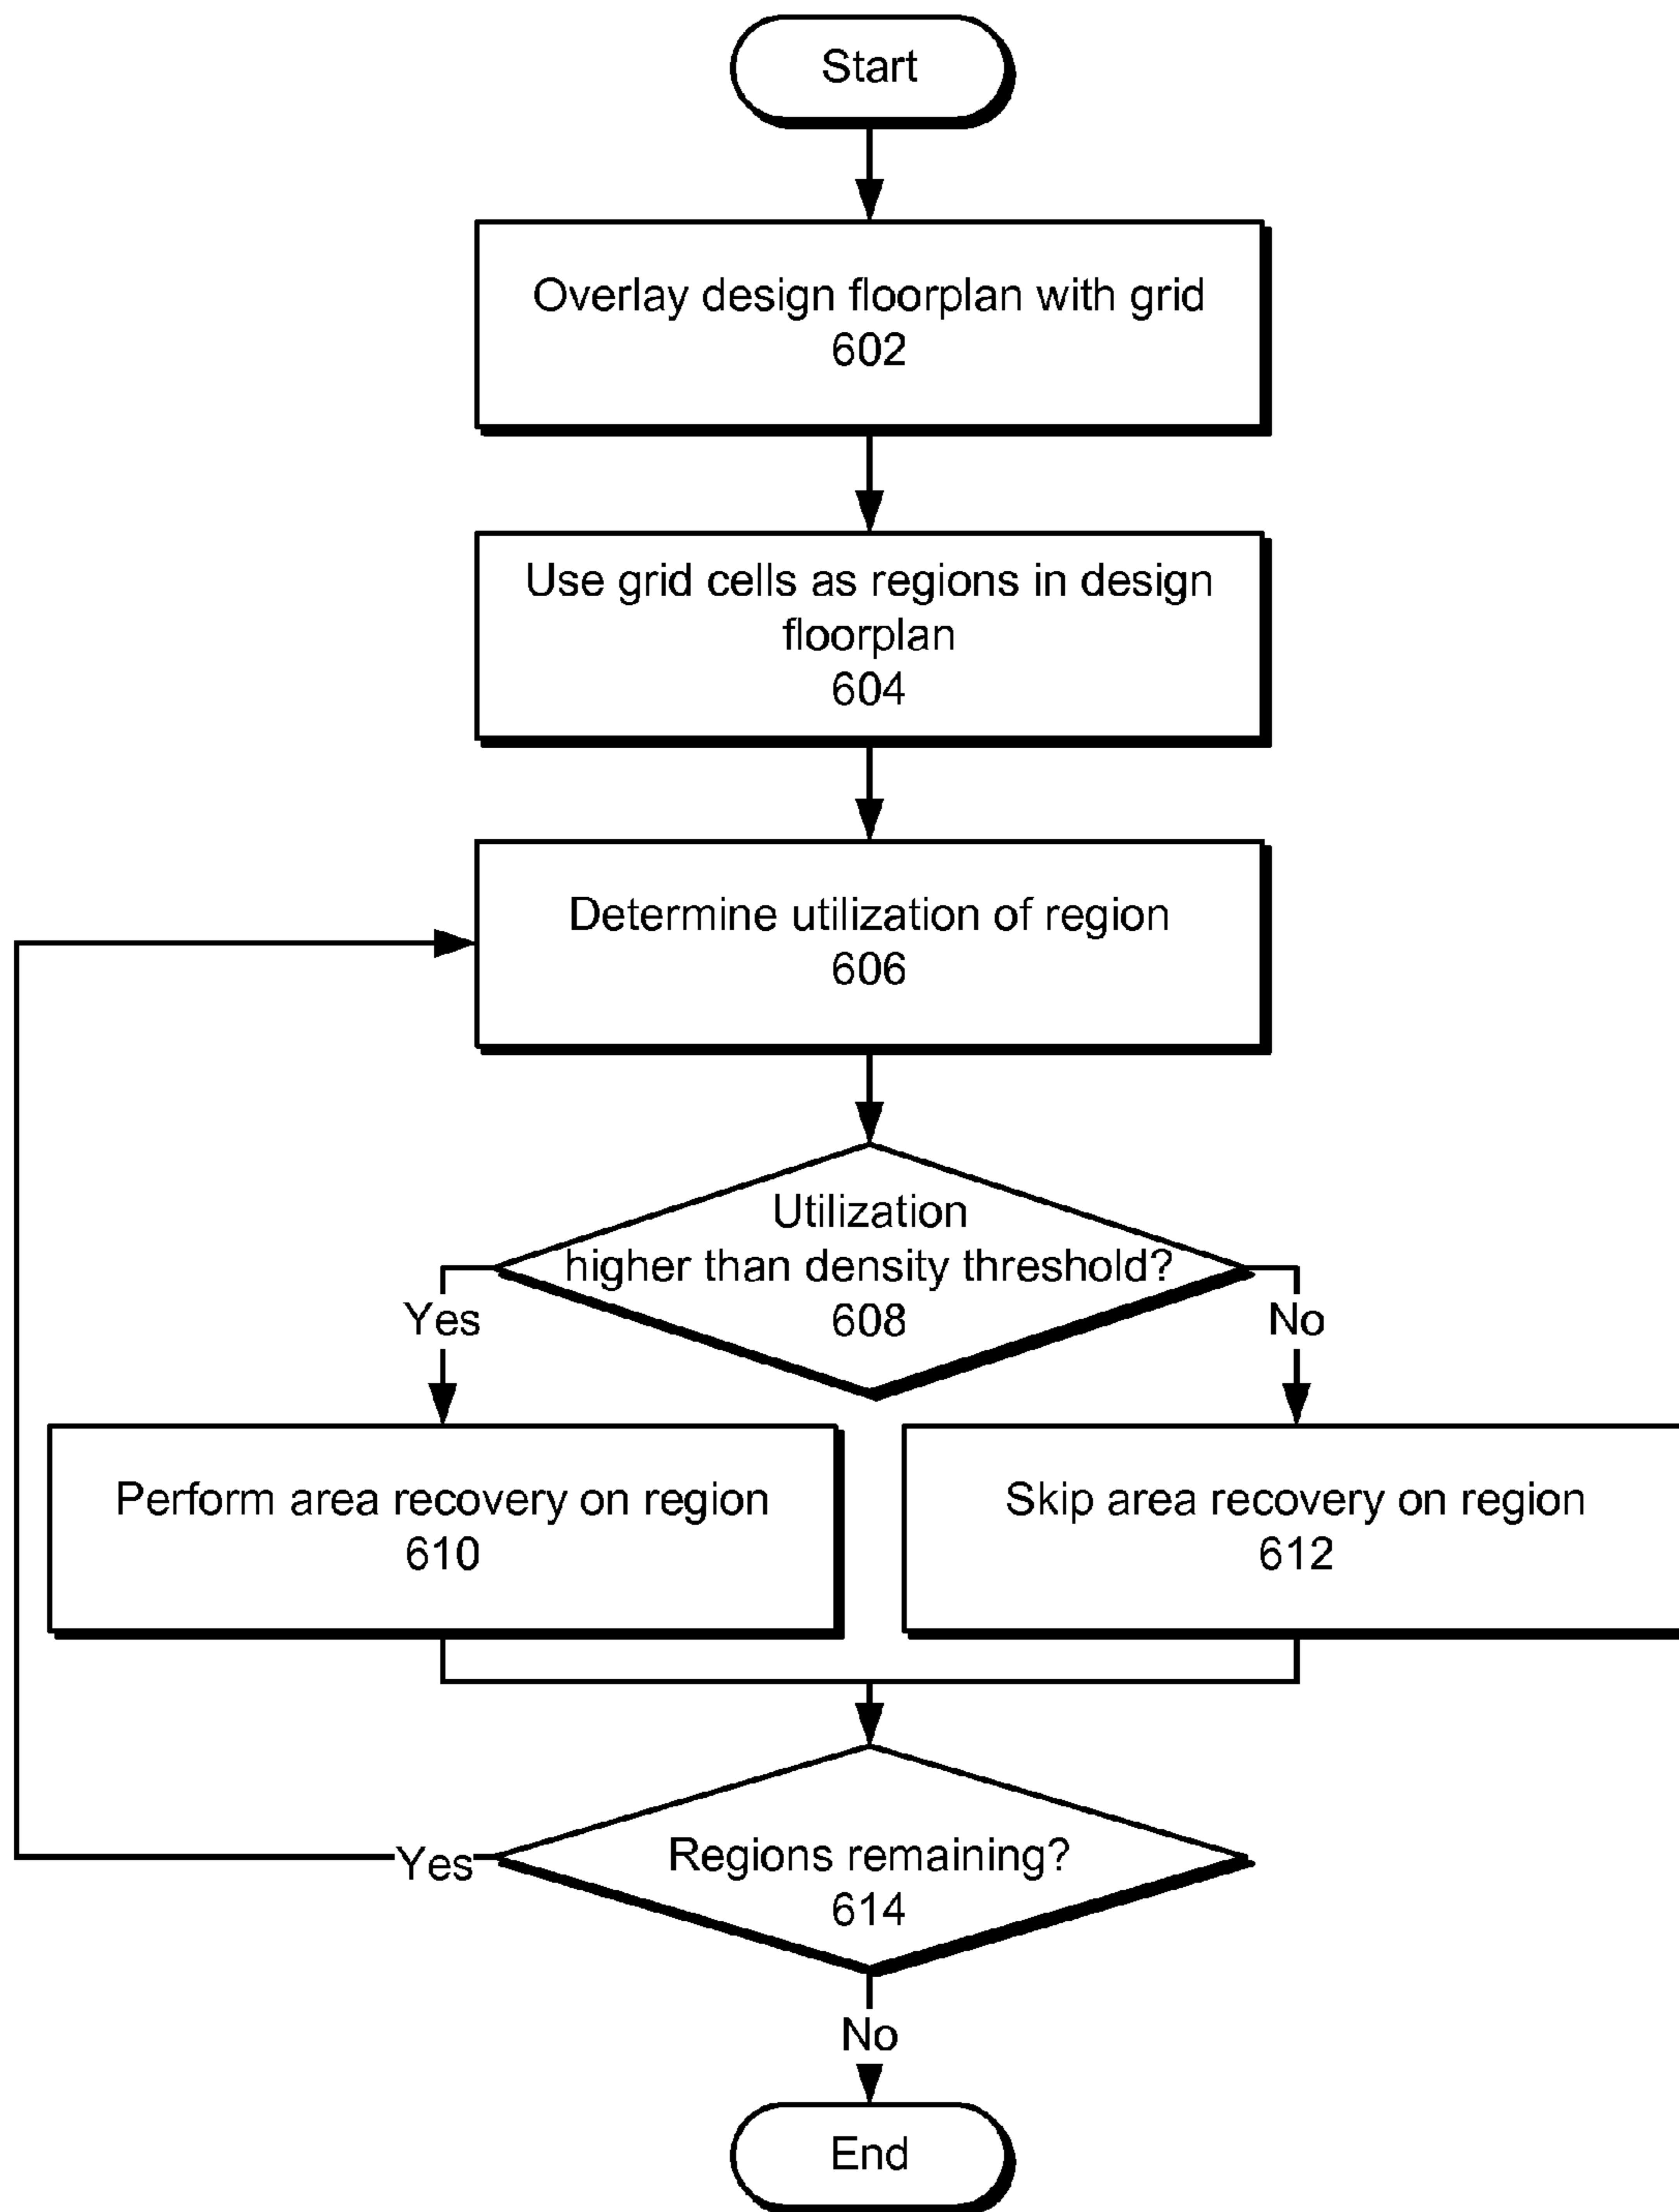 Start
Overlay design floorplan with grid
602
Use grid cells as regions in design
floorplan
604
Determine utilization of region
606
Utilization
higher than density threshold?
608
Yes
No
Perform area recovery on region
610
Skip area recovery on region
612
Regions remaining?
614
Yes
No
End